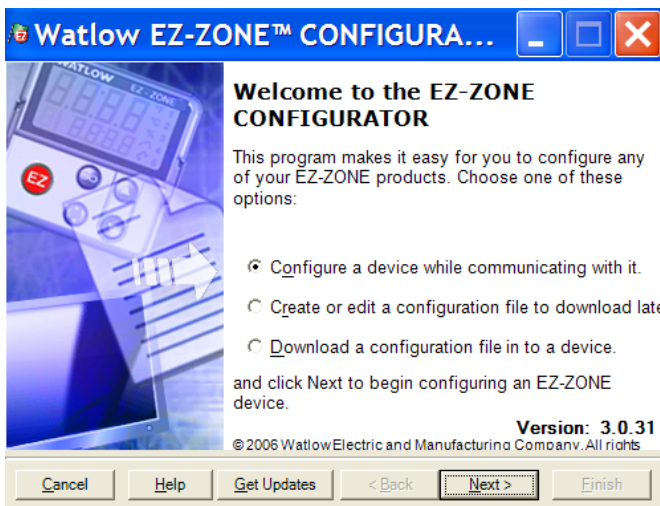 Watlow EZ-ZONE™ CONFIGURA...
WATLOW
EZ-ZONE
EZ
Welcome to the EZ-ZONE
CONFIGURATOR
This program makes it easy for you to configure any
of your EZ-ZONE products. Choose one of these
options:
Configure a device while communicating with it.
Create or edit a configuration file to download late
Download a configuration file in to a device.
and click Next to begin configuring an EZ-ZONE
device.
Version: 3.0.31
©2006 Watlow Electric and Manufacturing Company. All rights
Cancel Help Get Updates < Back Next > Finish